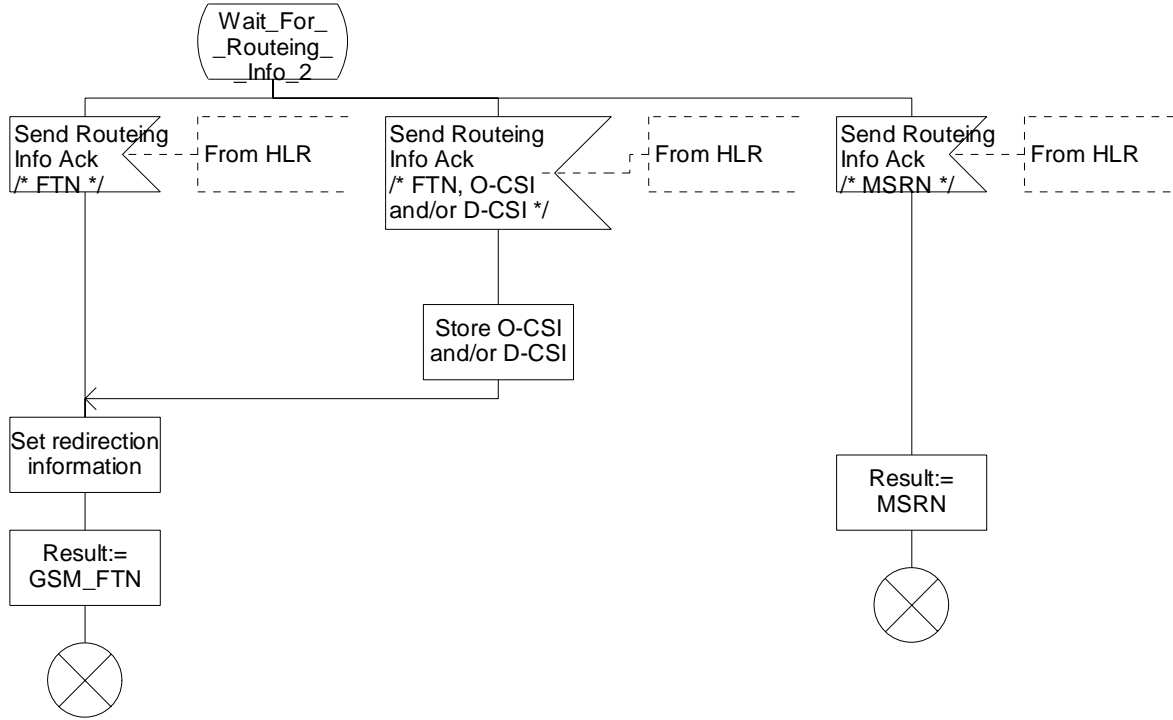 Wait_For_
_Routeing_
_Info_2
Send Routeing
Info Ack
/* FTN */
From HLR
Send Routeing
Info Ack
/* FTN, O-CSI
and/or D-CSI */
From HLR
Send Routeing
Info Ack
/* MSRN */
From HLR
Store O-CSI
and/or D-CSI
Set redirection
information
Result:=
MSRN
Result:=
GSM_FTN